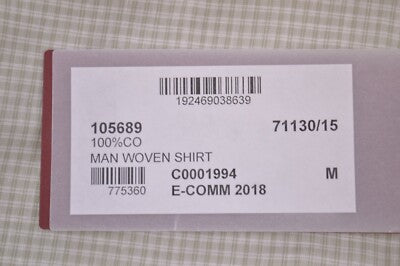 192469038639
105689 71130/15
100%CO
MAN WOVEN SHIRT
C0001994 M
775360 E-COMM 2018